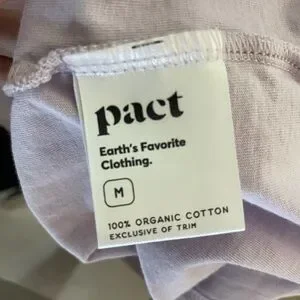 pact
Earth's Favorite
Clothing.
M
100% ORGANIC COTTON
EXCLUSIVE OF TRIM